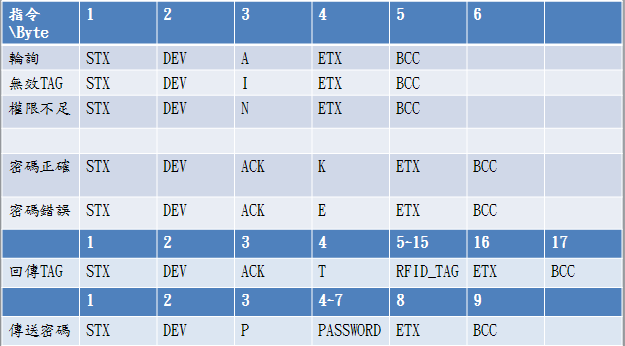 指令\Byte 1 2 3 4 5 6
輪詢 STX DEV A ETX BCC
無效TAG STX DEV I ETX BCC
權限不足 STX DEV N ETX BCC
密碼正確 STX DEV ACK K ETX BCC
密碼錯誤 STX DEV ACK E ETX BCC
1 2 3 4 5~15 16 17
回傳TAG STX DEV ACK T RFID_TAG ETX BCC
1 2 3 4~7 8 9
傳送密碼 STX DEV P PASSWORD ETX BCC